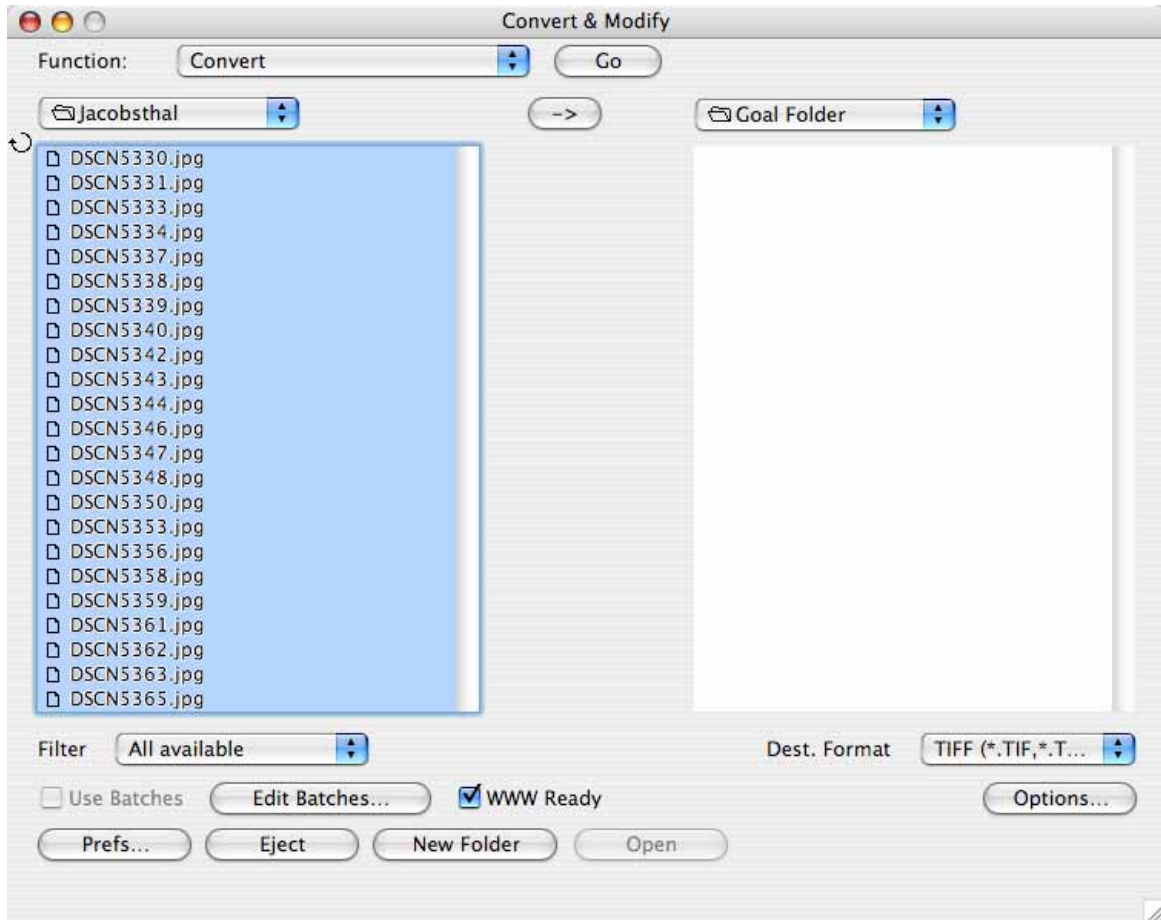 Convert & Modify
Function: Convert Go
Jacobsthal -> Goal Folder
DSCN5330.jpg
DSCN5331.jpg
DSCN5333.jpg
DSCN5334.jpg
DSCN5337.jpg
DSCN5338.jpg
DSCN5339.jpg
DSCN5340.jpg
DSCN5342.jpg
DSCN5343.jpg
DSCN5344.jpg
DSCN5346.jpg
DSCN5347.jpg
DSCN5348.jpg
DSCN5350.jpg
DSCN5353.jpg
DSCN5356.jpg
DSCN5358.jpg
DSCN5359.jpg
DSCN5361.jpg
DSCN5362.jpg
DSCN5363.jpg
DSCN5365.jpg
Filter All available Dest. Format TIFF (*.TIF,*.T...
Use Batches Edit Batches... WWW Ready Options...
Prefs... Eject New Folder Open